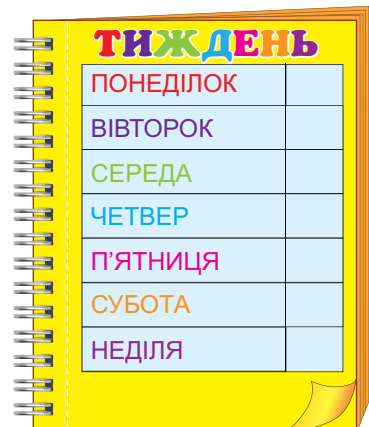 ТИЖДЕНЬ
ПОНЕДІЛОК
ВІВТОРОК
СЕРЕДА
ЧЕТВЕР
П'ЯТНИЦЯ
СУБОТА
НЕДІЛЯ